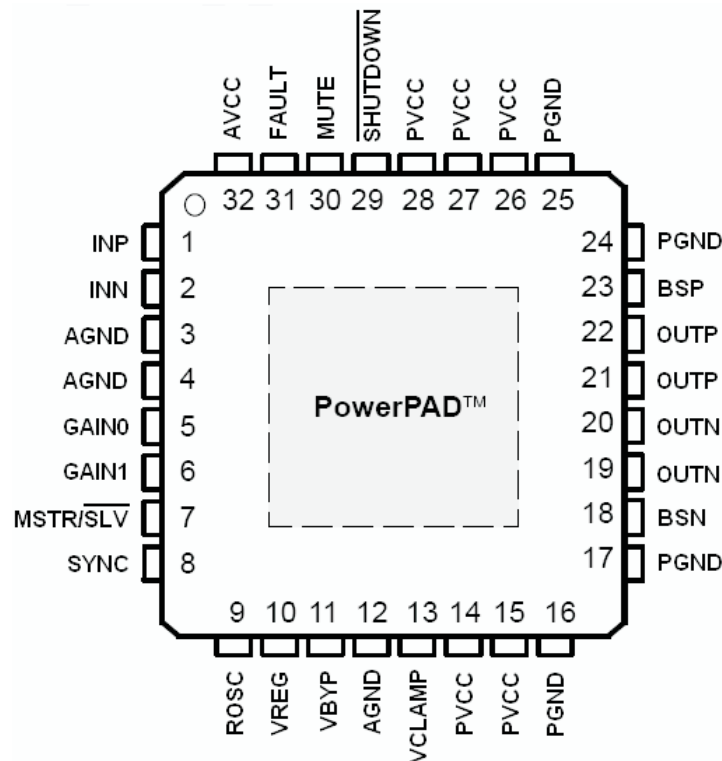 AVCC
FAULT
MUTE
SHUTDOWN
PVCC
PVCC
PVCC
PGND
32 31 30 29 28 27 26 25
INP 1
INN 2
AGND 3
AGND 4
GAIN0 5
GAIN1 6
MSTR/SLV 7
SYNC 8
PowerPAD™
24 PGND
23 BSP
22 OUTP
21 OUTP
20 OUTN
19 OUTN
18 BSN
17 PGND
9 10 11 12 13 14 15 16
ROSC
VREG
VBYP
AGND
VCLAMP
PVCC
PVCC
PGND